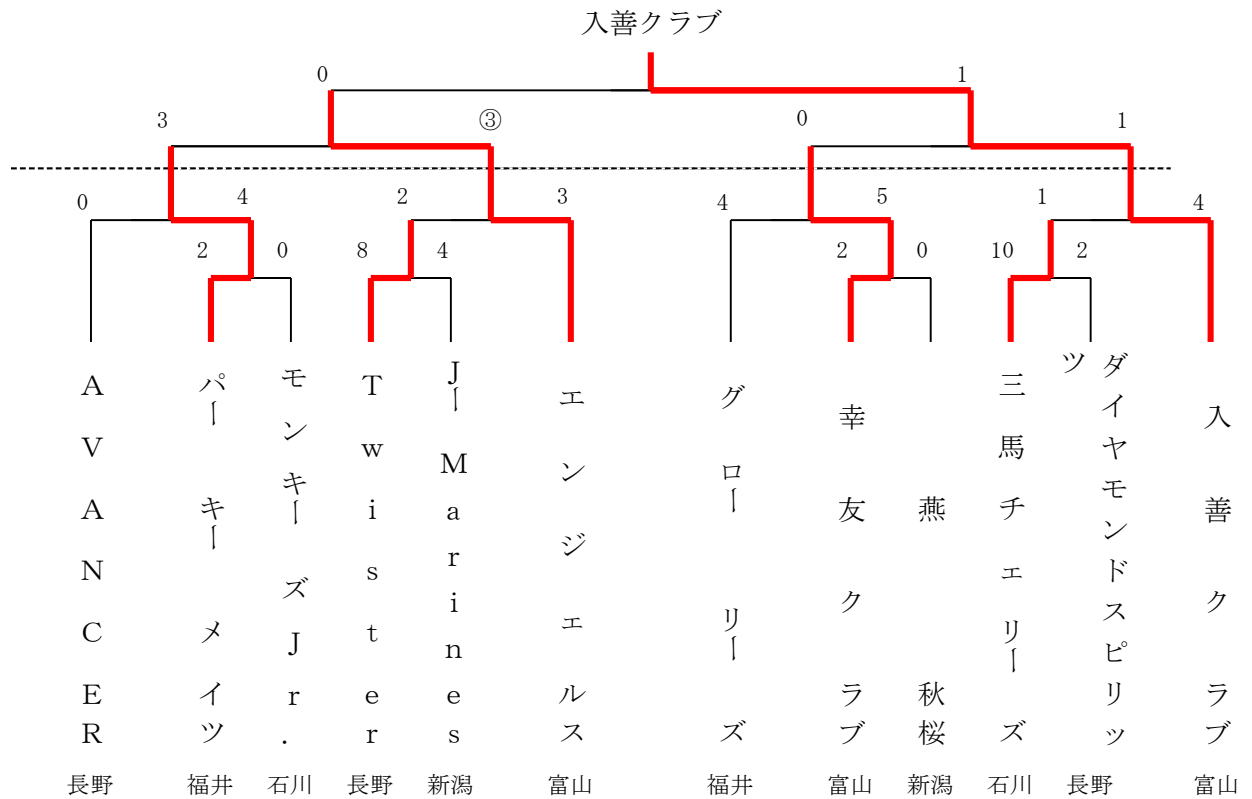 入善クラブ
0 1
3 ③ 0 1
0 4 2 3 4 5 1 4
2 0 8 4 2 0 10 2
AVANCER
パーキーメイツ
モンキーズJr.
Twister
J-Marines
エンジェルス
グローリーズ
幸友クラブ
燕秋桜
三馬チェリーズ
ダイヤモンドスピリッツ
入善クラブ
長野 福井 石川 長野 新潟 富山 福井 富山 新潟 石川 長野 富山